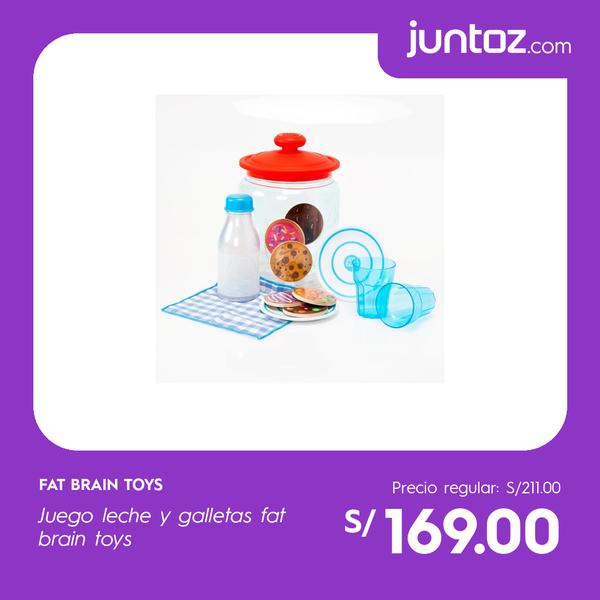 juntoz.com
FAT BRAIN TOYS
Juego leche y galletas fat
brain toys
Precio regular: S/211.00
S/169.00